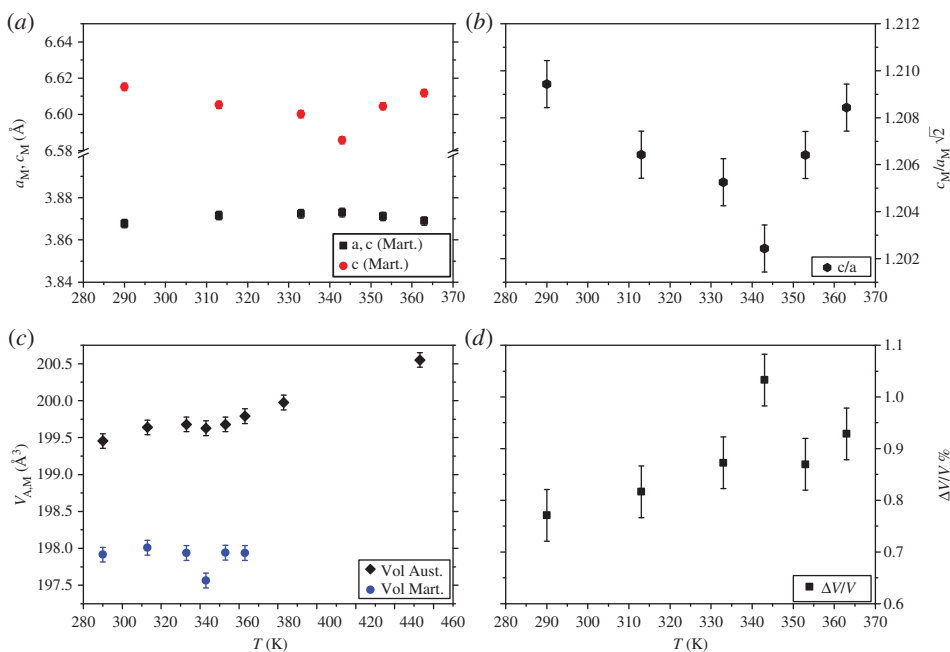 (a)
6.64
6.62
6.60
6.58
3.88
3.86
3.84
a_M, c_M (Å)
280 290 300 310 320 330 340 350 360 370
a, c (Mart.)
c (Mart.)
(b)
1.212
1.210
1.208
1.206
1.204
1.202
c_M/a_M √2
280 290 300 310 320 330 340 350 360 370
c/a
(c)
200.5
200.0
199.5
199.0
198.5
198.0
197.5
V_A,M (Å³)
280 300 320 340 360 380 400 420 440 460
T (K)
Vol Aust.
Vol Mart.
(d)
1.1
1.0
0.9
0.8
0.7
0.6
ΔV/V %
280 290 300 310 320 330 340 350 360 370
T (K)
ΔV/V